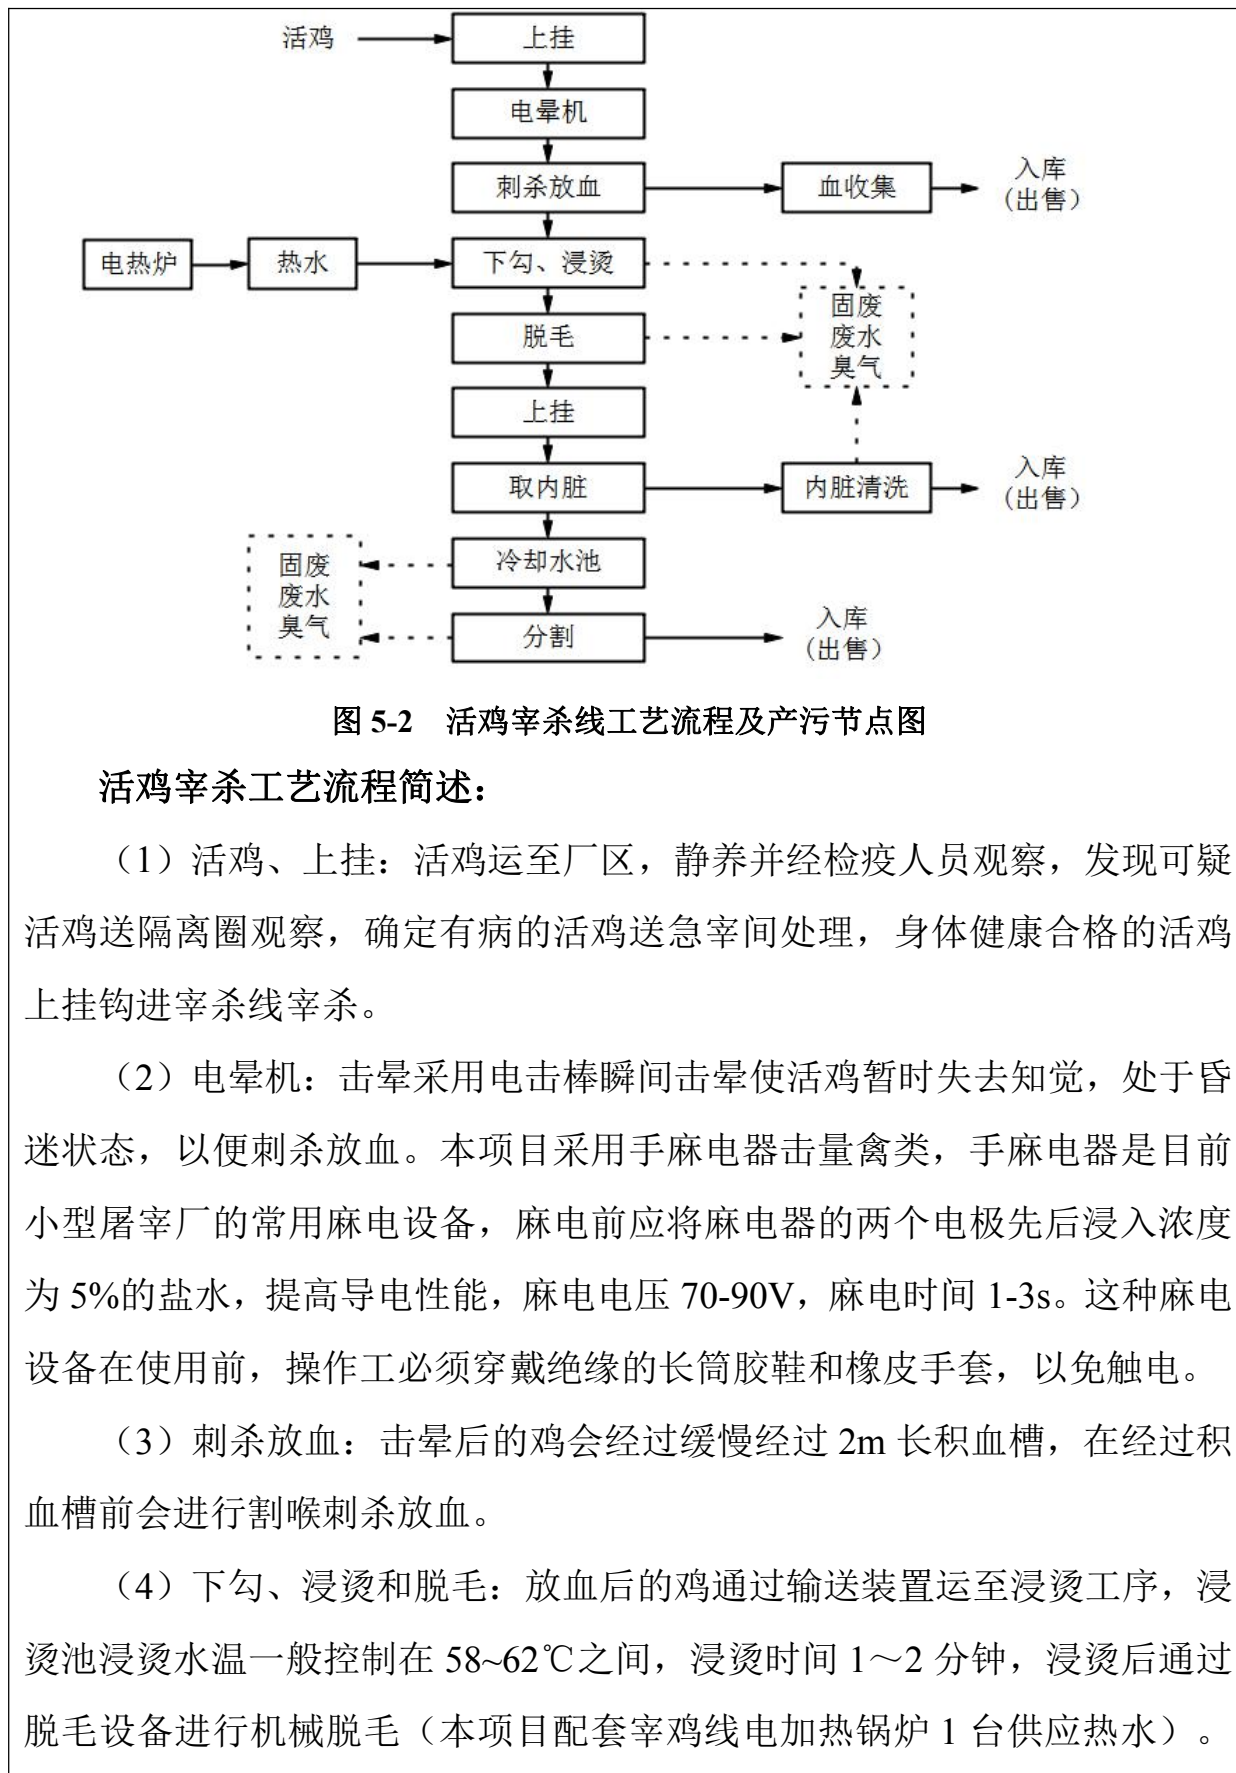 活鸡
上挂
电晕机
刺杀放血
血收集
入库
（出售）
电热炉
热水
下勾、浸烫
固废
废水
臭气
脱毛
上挂
取内脏
内脏清洗
入库
（出售）
固废
废水
臭气
冷却水池
分割
入库
（出售）
图 5-2 活鸡宰杀线工艺流程及产污节点图
活鸡宰杀工艺流程简述：
（1）活鸡、上挂：活鸡运至厂区，静养并经检疫人员观察，发现可疑
活鸡送隔离圈观察，确定有病的活鸡送急宰间处理，身体健康合格的活鸡
上挂钩进宰杀线宰杀。
（2）电晕机：击晕采用电击棒瞬间击晕使活鸡暂时失去知觉，处于昏
迷状态，以便刺杀放血。本项目采用手麻电器击量禽类，手麻电器是目前
小型屠宰厂的常用麻电设备，麻电前应将麻电器的两个电极先后浸入浓度
为 5%的盐水，提高导电性能，麻电电压 70-90V，麻电时间 1-3s。这种麻电
设备在使用前，操作工必须穿戴绝缘的长筒胶鞋和橡皮手套，以免触电。
（3）刺杀放血：击晕后的鸡会经过缓慢经过 2m 长积血槽，在经过积
血槽前会进行割喉刺杀放血。
（4）下勾、浸烫和脱毛：放血后的鸡通过输送装置运至浸烫工序，浸
烫池浸烫水温一般控制在 58~62℃之间，浸烫时间 1～2 分钟，浸烫后通过
脱毛设备进行机械脱毛（本项目配套宰鸡线电加热锅炉 1 台供应热水）。